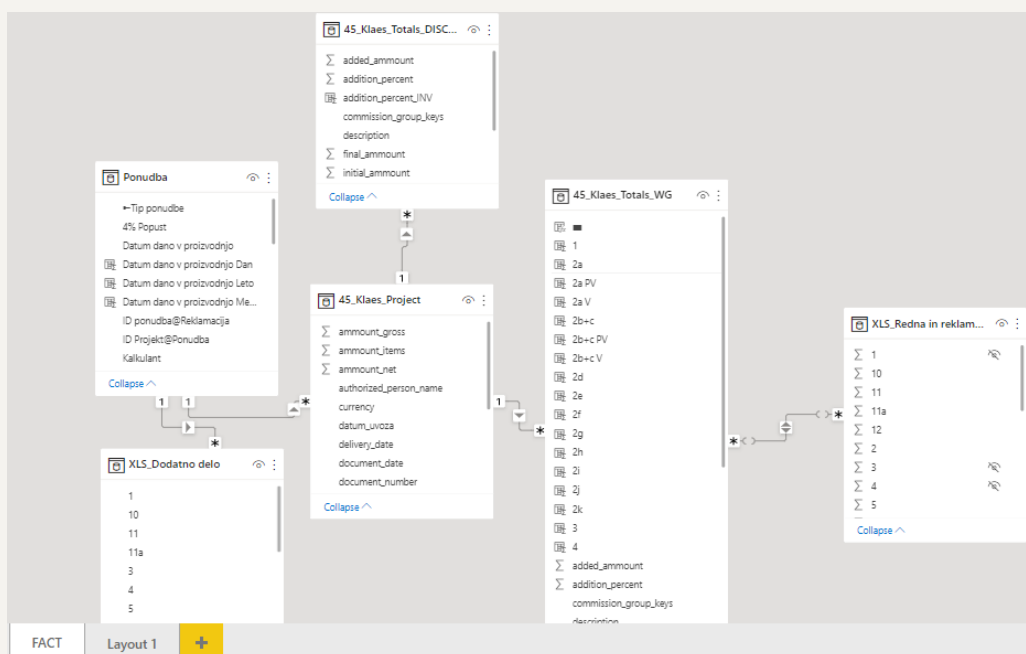 45_Klaes_Totals_DISC...
added_ammount
addition_percent
addition_percent_INV
commission_group_keys
description
final_ammount
initial_ammount
Collapse
*
1
Ponudba
Tip ponudbe
4% Popust
Datum dano v proizvodnjo
Datum dano v proizvodnjo Dan
Datum dano v proizvodnjo Leto
Datum dano v proizvodnjo Me...
ID ponudba@Reklamacija
ID Projekt@Ponudba
Kalkulant
Collapse
1
1
*
*
XLS_Dodatno delo
1
10
11
11a
3
4
5
45_Klaes_Project
ammount_gross
ammount_items
ammount_net
authorized_person_name
currency
datum_uvoza
delivery_date
document_date
document_number
Collapse
1
*
45_Klaes_Totals_WG
1
2a
2a PV
2a V
2b+c
2b+c PV
2b+c V
2d
2e
2f
2g
2h
2i
2j
2k
3
4
added_ammount
addition_percent
commission_group_keys
description
*
*
XLS_Redna in reklam...
1
10
11
11a
12
2
3
4
5
Collapse
FACT
Layout 1
+